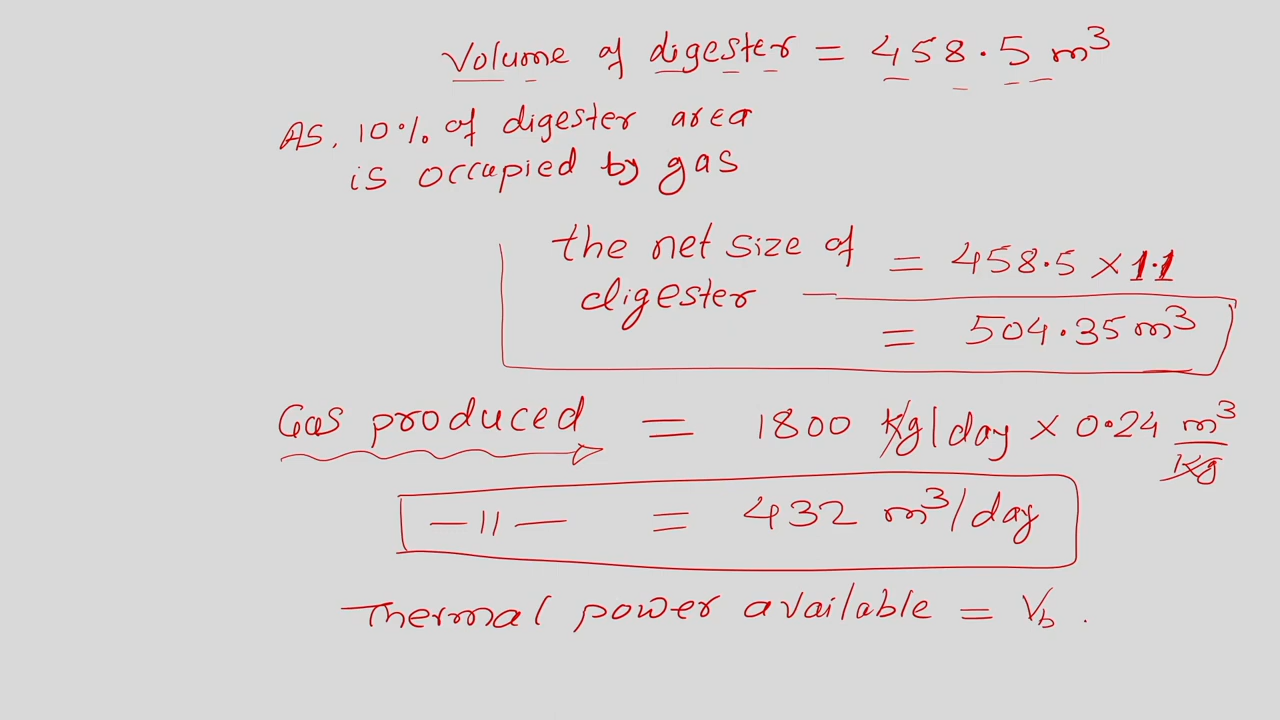 Volume of digester = 458.5 m³
As, 10% of digester area
is occupied by gas
the net size of
digester = 458.5 × 1.1
= 504.35 m³
Gas produced = 1800 Kg/day × 0.24 m³/Kg
—11— = 432 m³/day
Thermal power available = Vb .